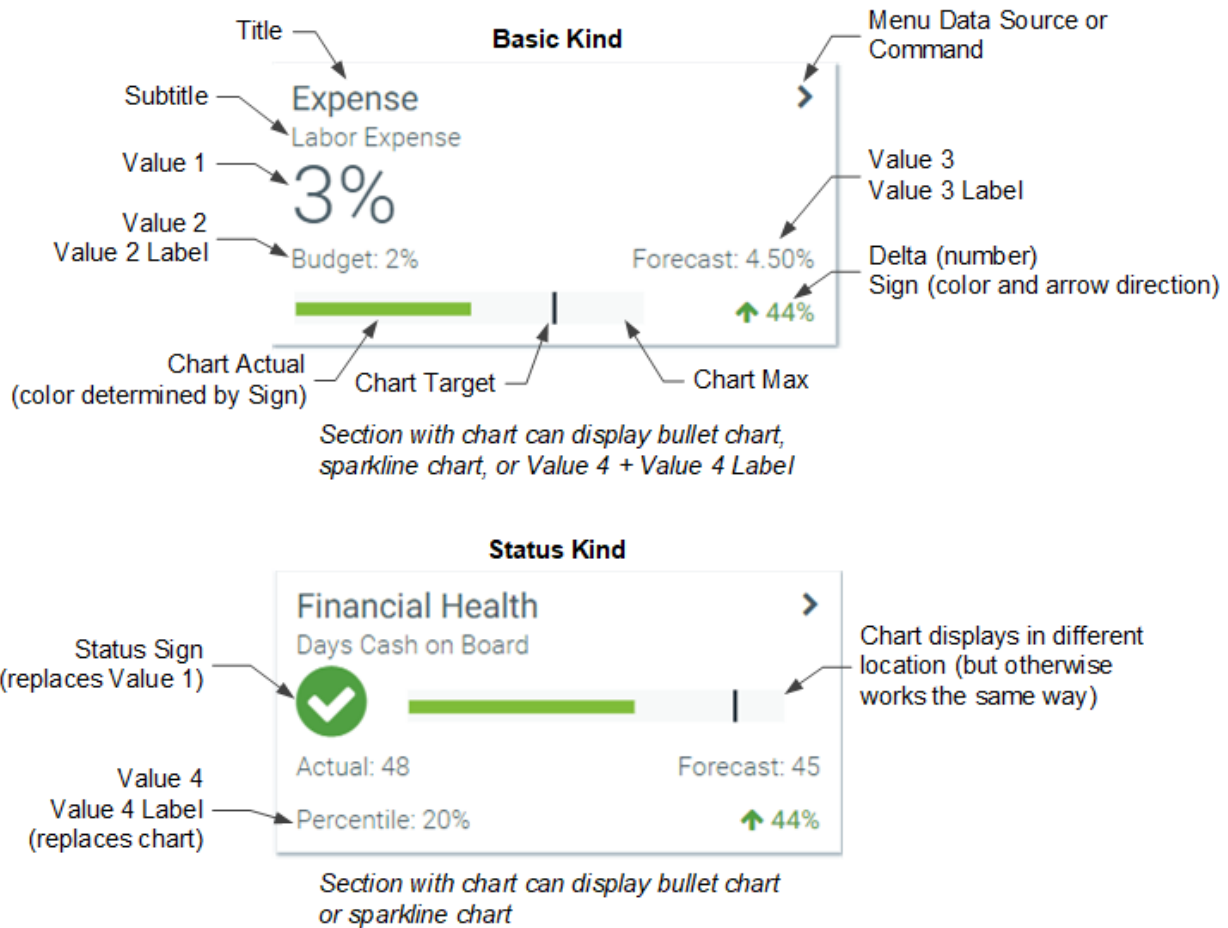 Title
Basic Kind
Menu Data Source or
Command
Subtitle
Expense
Labor Expense
Value 1
3%
Value 3
Value 3 Label
Value 2
Value 2 Label
Budget: 2%
Forecast: 4.50%
Delta (number)
Sign (color and arrow direction)
44%
Chart Actual
(color determined by Sign)
Chart Target
Chart Max
Section with chart can display bullet chart,
sparkline chart, or Value 4 + Value 4 Label
Status Kind
Financial Health
Days Cash on Board
Status Sign
(replaces Value 1)
Chart displays in different
location (but otherwise
works the same way)
Actual: 48
Forecast: 45
Value 4
Value 4 Label
(replaces chart)
Percentile: 20%
44%
Section with chart can display bullet chart
or sparkline chart